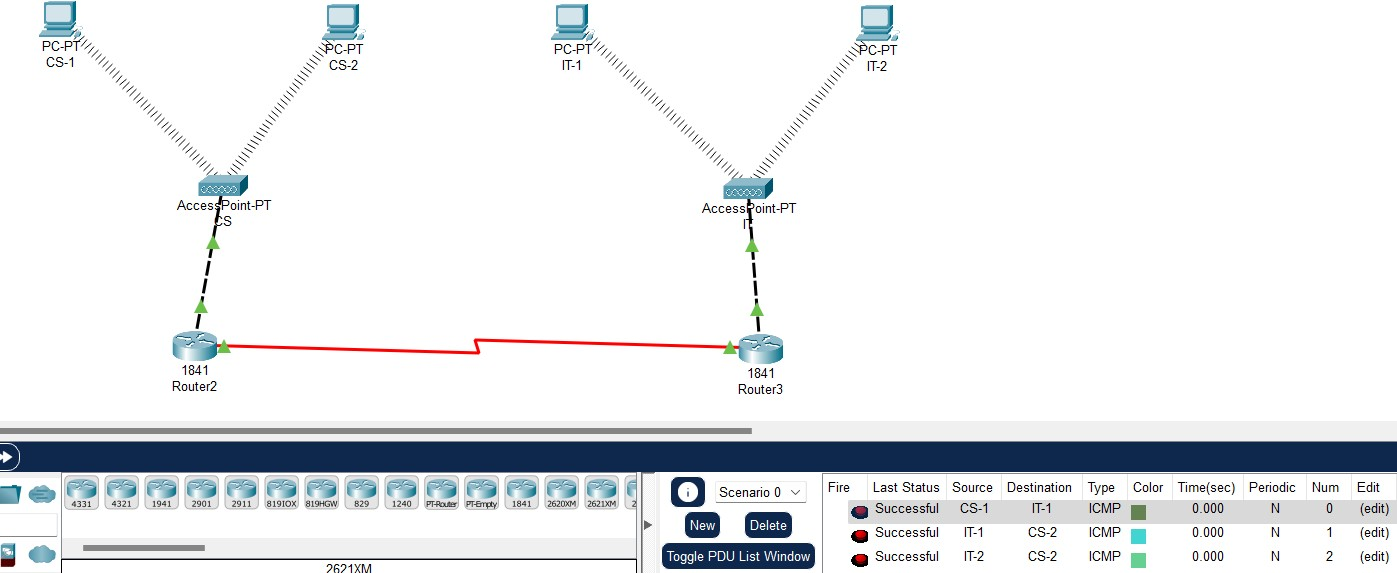 PC-PT
CS-1
PC-PT
CS-2
PC-PT
IT-1
PC-PT
IT-2
AccessPoint-PT
CS
AccessPoint-PT
IT
1841
Router2
1841
Router3
4331
4321
1941
2901
2911
819IOX
819HGW
829
1240
PT-Router
PT-Empty
1841
2620XM
2621XM
2
2621XM
Scenario 0
New
Delete
Toggle PDU List Window
Fire Last Status Source Destination Type Color Time(sec) Periodic Num Edit
Successful CS-1 IT-1 ICMP 0.000 N 0 (edit)
Successful IT-1 CS-2 ICMP 0.000 N 1 (edit)
Successful IT-2 CS-2 ICMP 0.000 N 2 (edit)